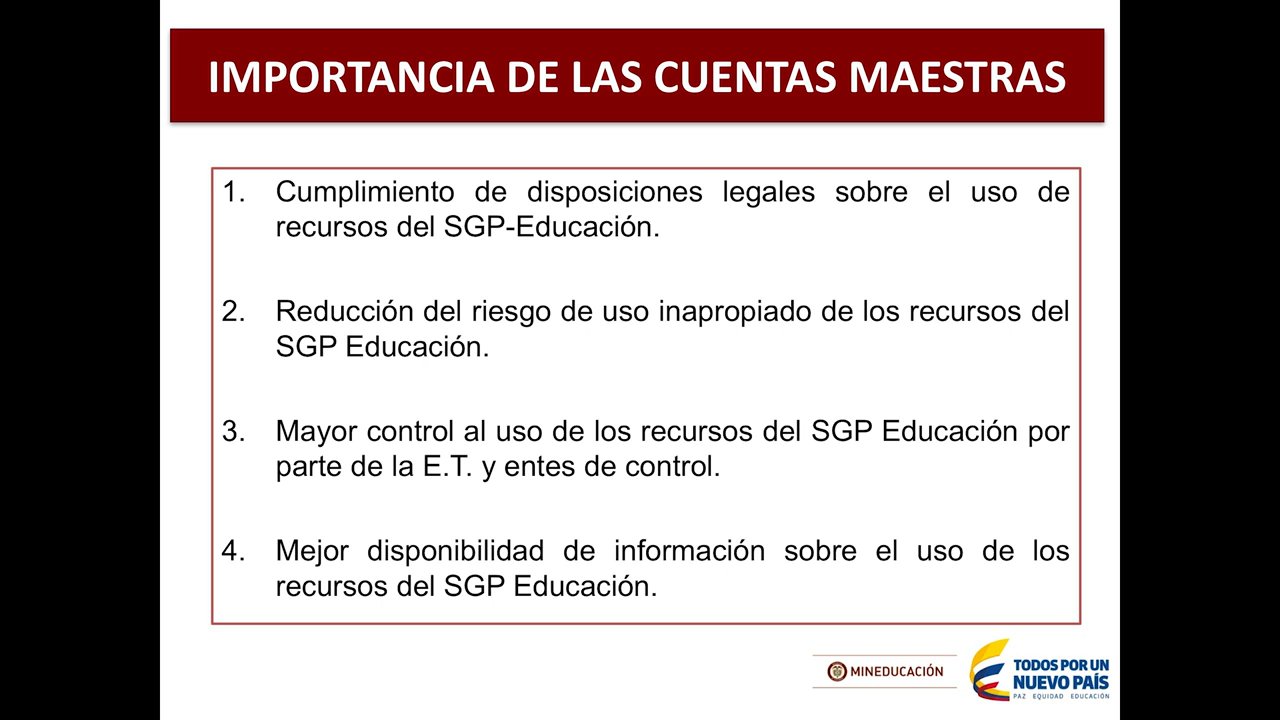 IMPORTANCIA DE LAS CUENTAS MAESTRAS
1. Cumplimiento de disposiciones legales sobre el uso de
recursos del SGP-Educación.
2. Reducción del riesgo de uso inapropiado de los recursos del
SGP Educación.
3. Mayor control al uso de los recursos del SGP Educación por
parte de la E.T. y entes de control.
4. Mejor disponibilidad de información sobre el uso de los
recursos del SGP Educación.
MINEDUCACIÓN
TODOS POR UN
NUEVO PAÍS
PAZ EQUIDAD EDUCACIÓN